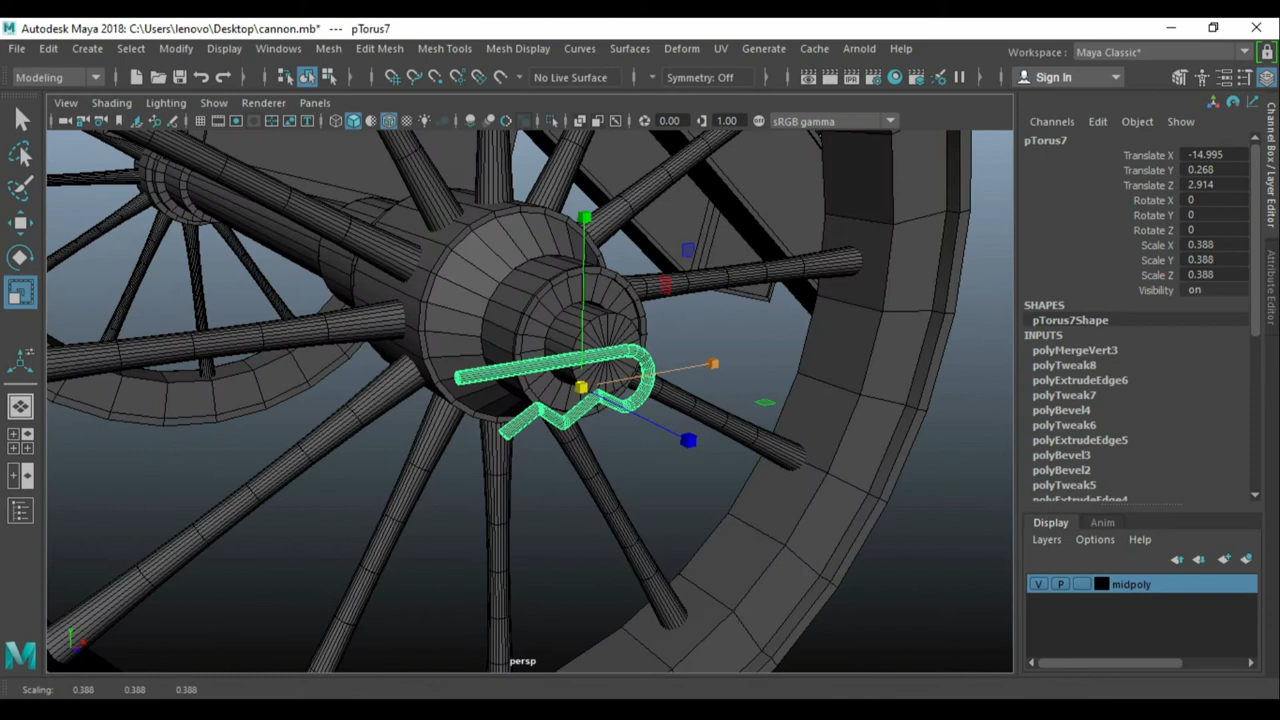 Autodesk Maya 2018: C:\Users\lenovo\Desktop\cannon.mb* --- pTorus7
File Edit Create Select Modify Display Windows Mesh Edit Mesh Mesh Tools Mesh Display Curves Surfaces Deform UV Generate Cache Arnold Help Workspace : Maya Classic*
Modeling No Live Surface Symmetry: Off Sign In
View Shading Lighting Show Renderer Panels
0.00 1.00 sRGB gamma
Channels Edit Object Show
pTorus7
Translate X -14.995
Translate Y 0.268
Translate Z 2.914
Rotate X 0
Rotate Y 0
Rotate Z 0
Scale X 0.388
Scale Y 0.388
Scale Z 0.388
Visibility on
SHAPES
pTorus7Shape
INPUTS
polyMergeVert3
polyTweak8
polyExtrudeEdge6
polyTweak7
polyBevel4
polyTweak6
polyExtrudeEdge5
polyBevel3
polyBevel2
polyTweak5
polyExtrudeEdge4
Channel Box / Layer Editor
Attribute Editor
Display Anim
Layers Options Help
V P midpoly
persp
Scaling: 0.388 0.388 0.388